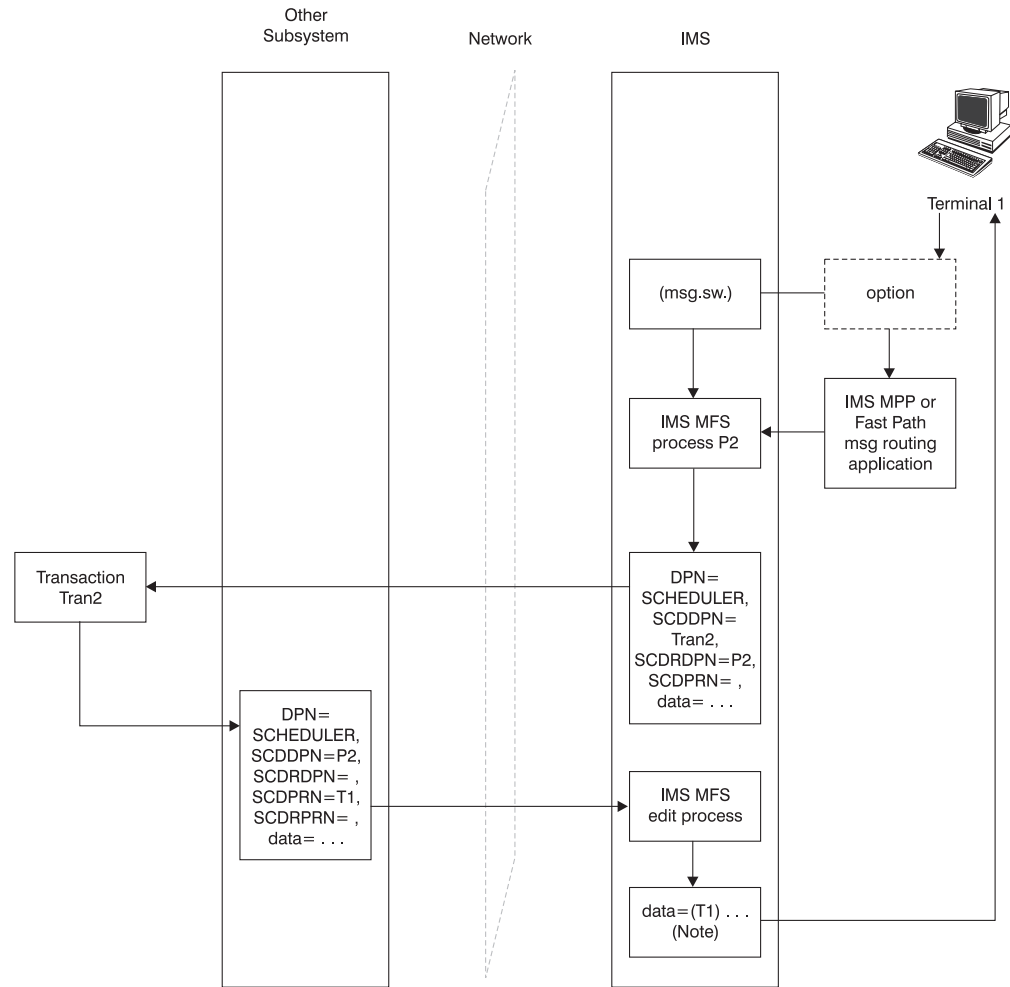 Other
Subsystem
Network
IMS
Terminal 1
(msg.sw.)
option
IMS MFS
process P2
IMS MPP or
Fast Path
msg routing
application
Transaction
Tran2
DPN=
SCHEDULER,
SCDDPN=
Tran2,
SCDRDPN=P2,
SCDPRN= ,
data= . . .
DPN=
SCHEDULER,
SCDDPN=P2,
SCDRDPN= ,
SCDPRN=T1,
SCDRPRN= ,
data= . . .
IMS MFS
edit process
data=(T1) . . .
(Note)